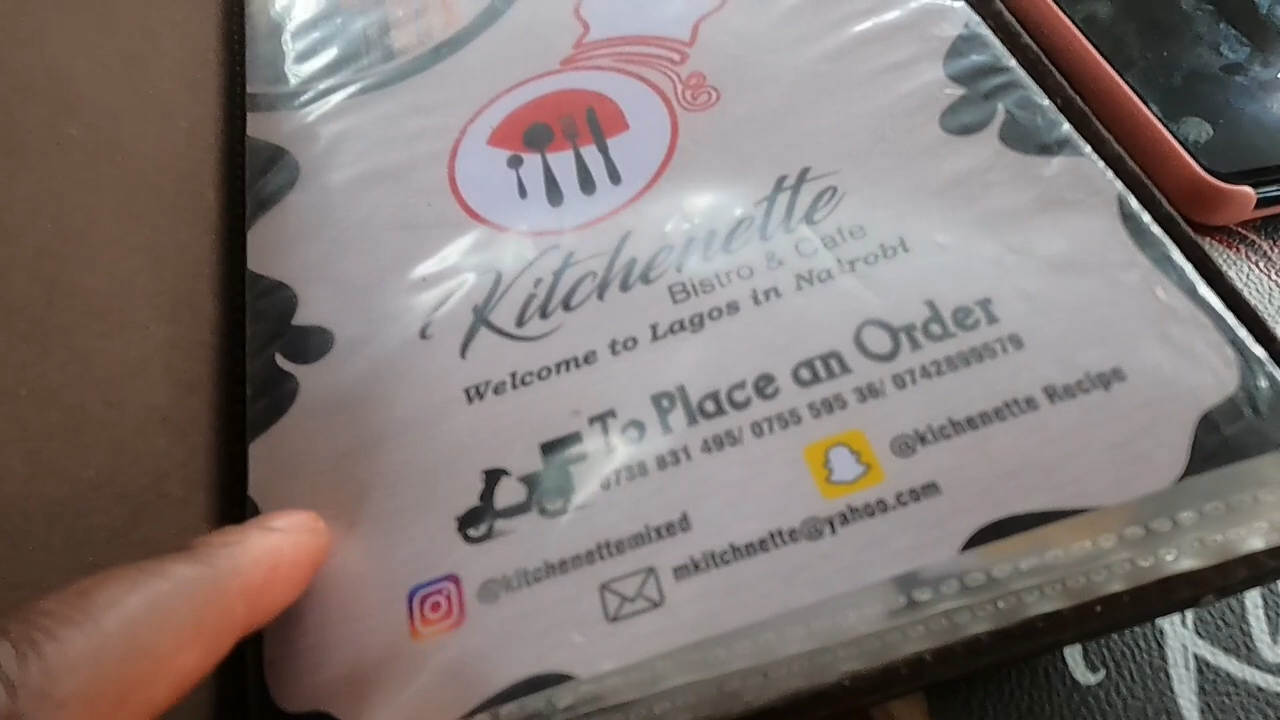 Kitchenette
Bistro & Cafe
Welcome to Lagos in Nairobi
To Place an Order
0738 831 495/ 0755 595 36/ 0742899579
@kichenette Recipe
@kitchenettemixed
mkitchnette@yahoo.com